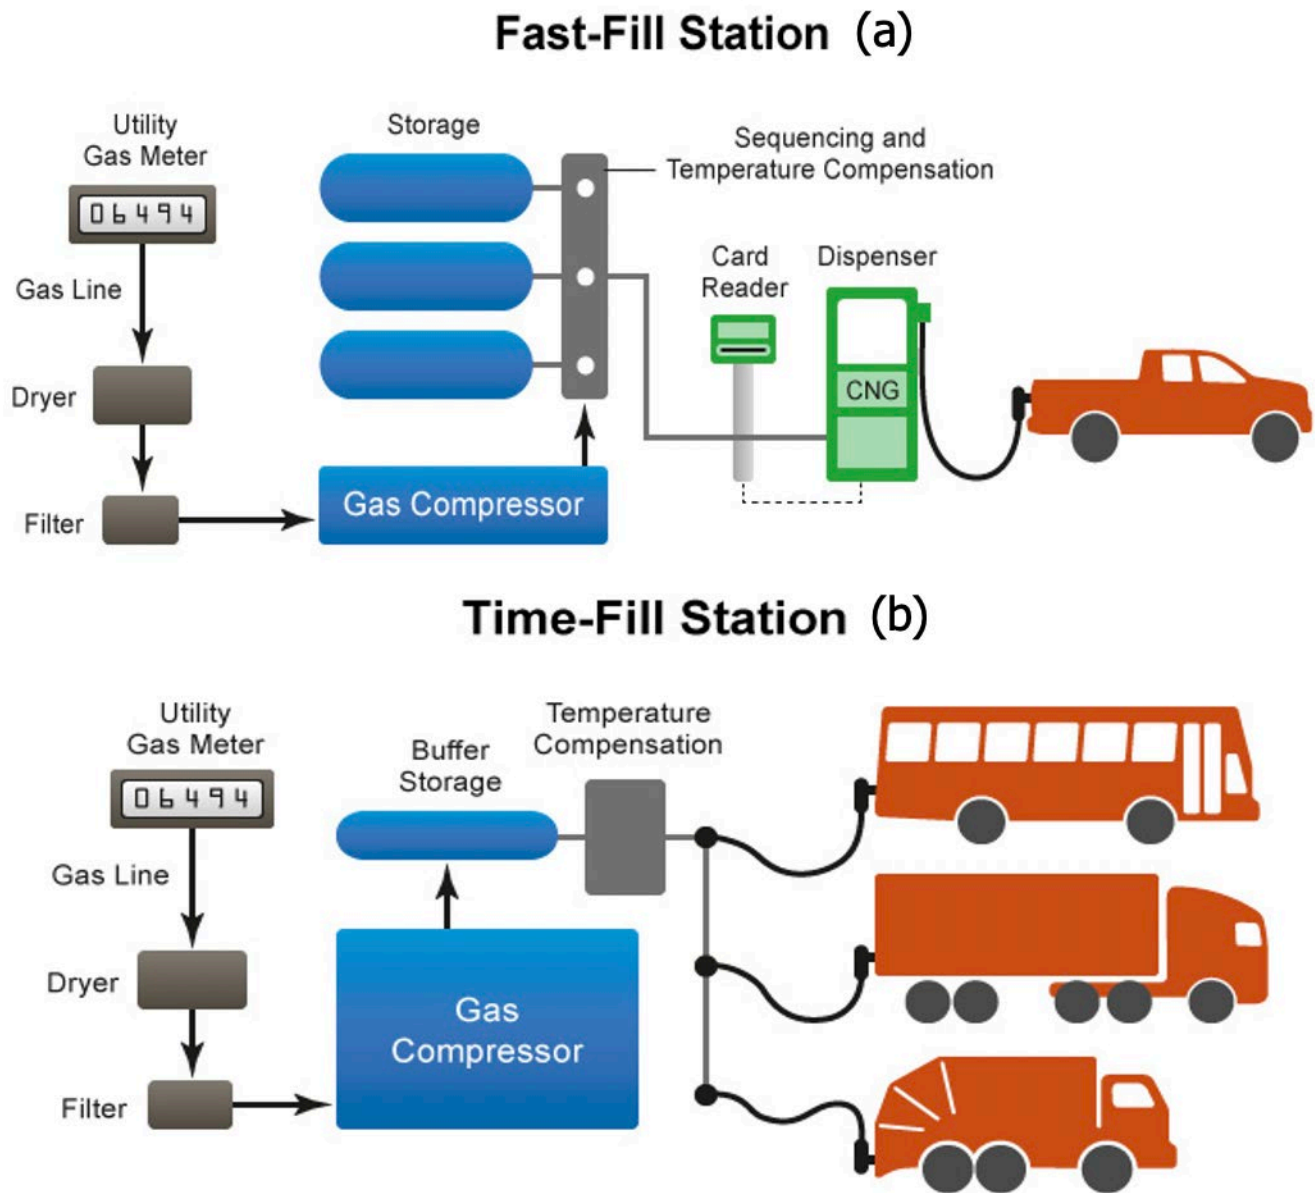 Fast-Fill Station (a)
Utility
Gas Meter
06494
Gas Line
Dryer
Filter
Storage
Sequencing and
Temperature Compensation
Card
Reader
Dispenser
CNG
Gas Compressor
Time-Fill Station (b)
Utility
Gas Meter
06494
Gas Line
Dryer
Filter
Buffer
Storage
Temperature
Compensation
Gas
Compressor